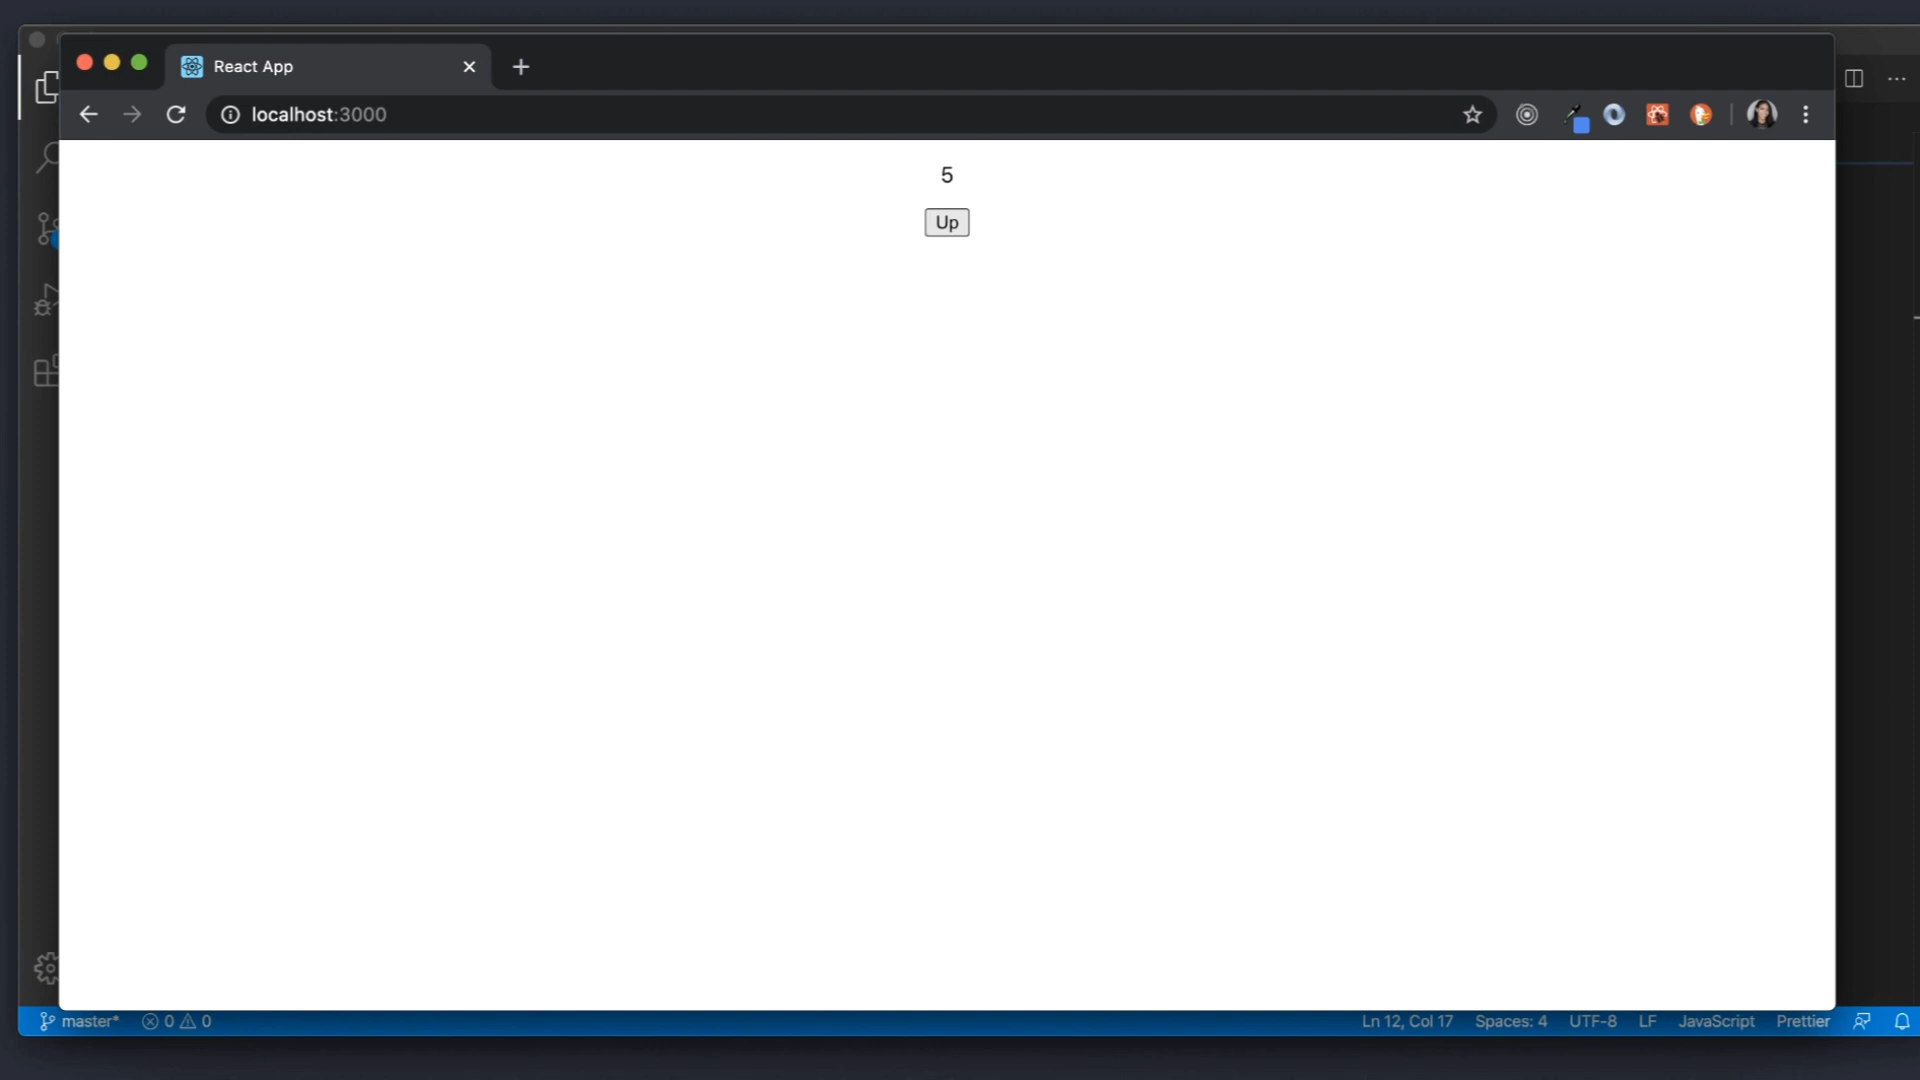 React App
localhost:3000
5
Up
master* 0 0 Ln 12, Col 17 Spaces: 4 UTF-8 LF JavaScript Prettier